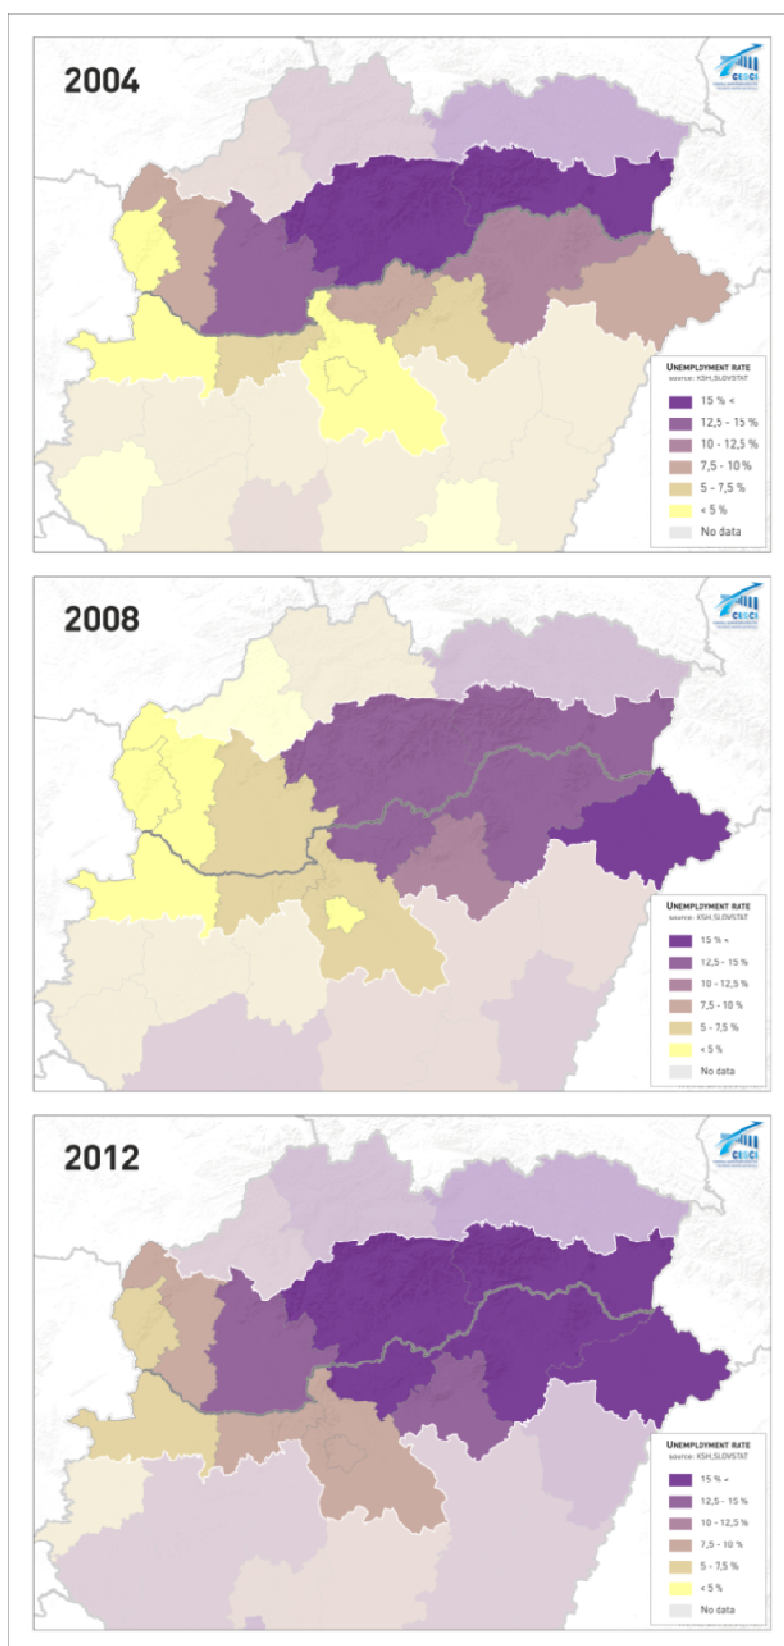 2004
CESCI
UNEMPLOYMENT RATE
source: KSH, SLOVSTAT
15 % <
12,5 - 15 %
10 - 12,5 %
7,5 - 10 %
5 - 7,5 %
< 5 %
No data
2008
CESCI
UNEMPLOYMENT RATE
source: KSH, SLOVSTAT
15 % <
12,5 - 15 %
10 - 12,5 %
7,5 - 10 %
5 - 7,5 %
< 5 %
No data
2012
CESCI
UNEMPLOYMENT RATE
source: KSH, SLOVSTAT
15 % <
12,5 - 15 %
10 - 12,5 %
7,5 - 10 %
5 - 7,5 %
< 5 %
No data